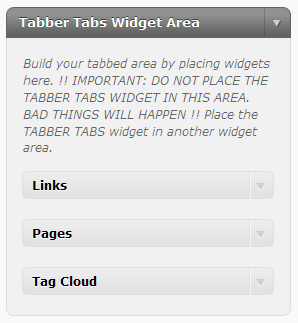 Tabber Tabs Widget Area
Build your tabbed area by placing widgets
here. !! IMPORTANT: DO NOT PLACE THE
TABBER TABS WIDGET IN THIS AREA.
BAD THINGS WILL HAPPEN !! Place the
TABBER TABS widget in another widget
area.
Links
Pages
Tag Cloud